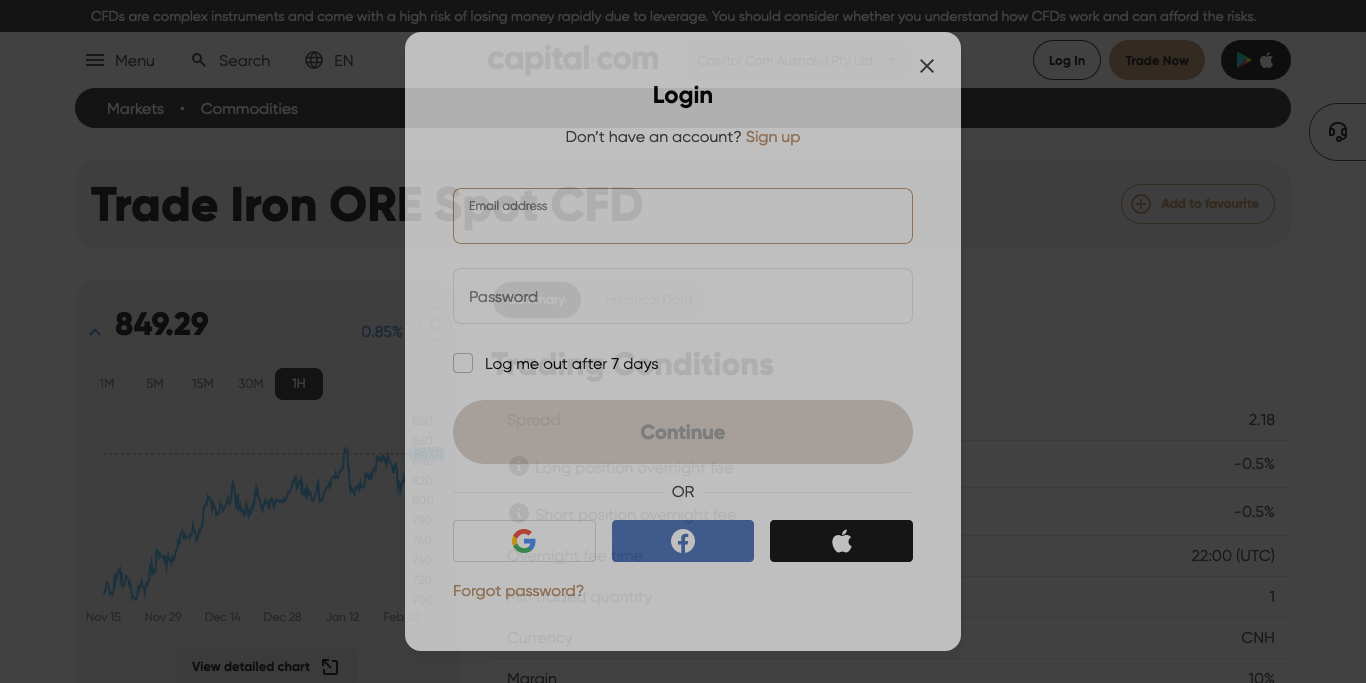 CFDs are complex instruments and come with a high risk of losing money rapidly due to leverage. You should consider whether you understand how CFDs work and can afford the risks.
Menu Search EN capital.com Capital Com Australia Pty Ltd Log In Trade Now
Login
Markets • Commodities
Don't have an account? Sign up
Trade Iron ORE Spot CFD
Add to favourite
Email address
Password
Historical Data
849.29 0.85%
Log me out after 7 days
Trading Conditions
1M 5M 15M 30M 1H
Continue
Spread 2.18
Long position overnight fee -0.5%
OR
Short position overnight fee -0.5%
Overnight fee time 22:00 (UTC)
Forgot password?
Min traded quantity 1
Currency CNH
Margin 10%
880
860
840
820
800
780
760
740
720
700
Nov 15 Nov 29 Dec 14 Dec 28 Jan 12 Feb 01
View detailed chart